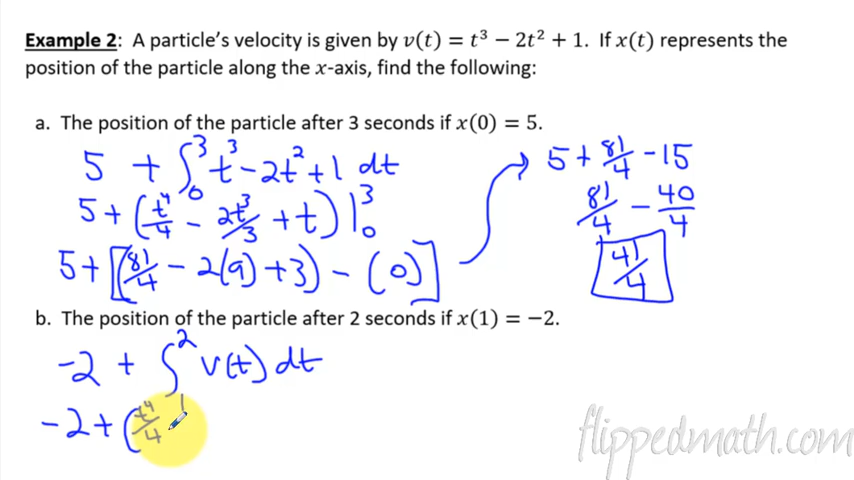 Example 2: A particle's velocity is given by v(t) = t³ − 2t² + 1. If x(t) represents the
position of the particle along the x-axis, find the following:
a. The position of the particle after 3 seconds if x(0) = 5.
5 + ∫₀³ t³ − 2t² + 1 dt
5 + (t⁴/4 − 2t³/3 + t)|₀³
5 + [(81/4 − 2(9) + 3) − (0)]
5 + 81/4 − 15
81/4 − 40/4
41/4
b. The position of the particle after 2 seconds if x(1) = −2.
−2 + ∫₁² v(t) dt
−2 + (t⁴/4
flippedmath.com